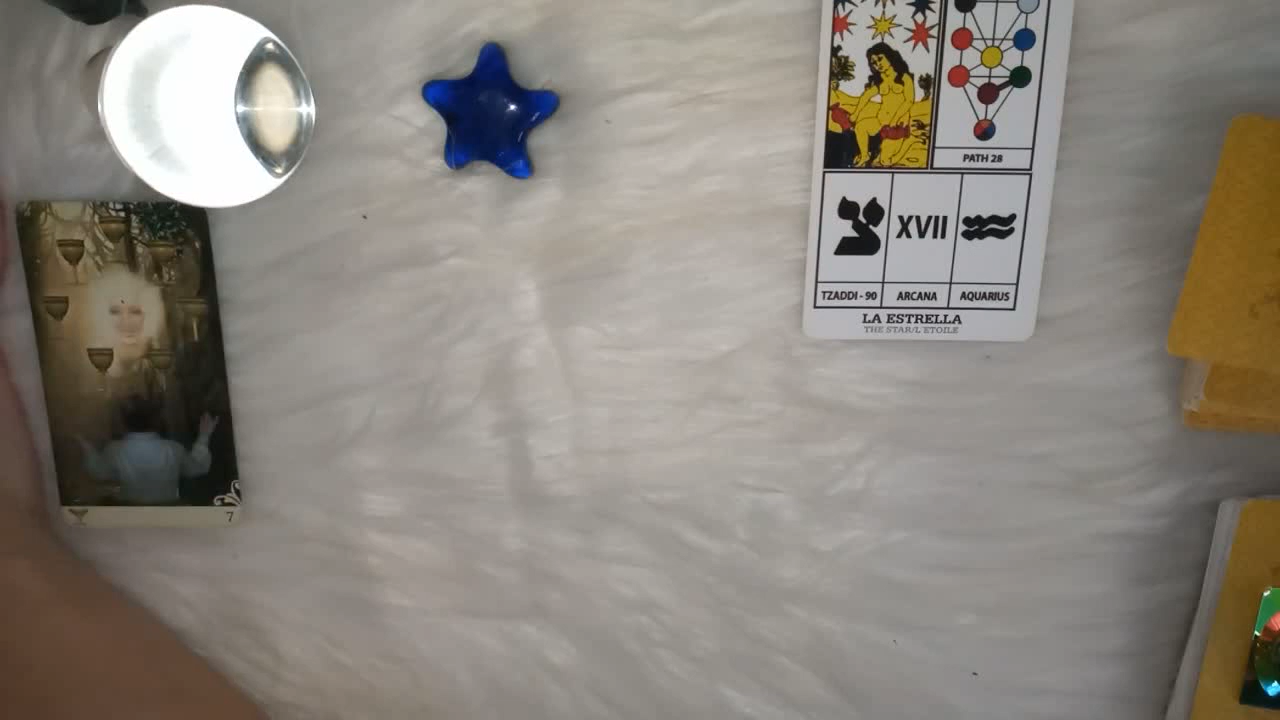 PATH 28
צ XVII
TZADDI - 90 ARCANA AQUARIUS
LA ESTRELLA
THE STAR/L'ETOILE
7